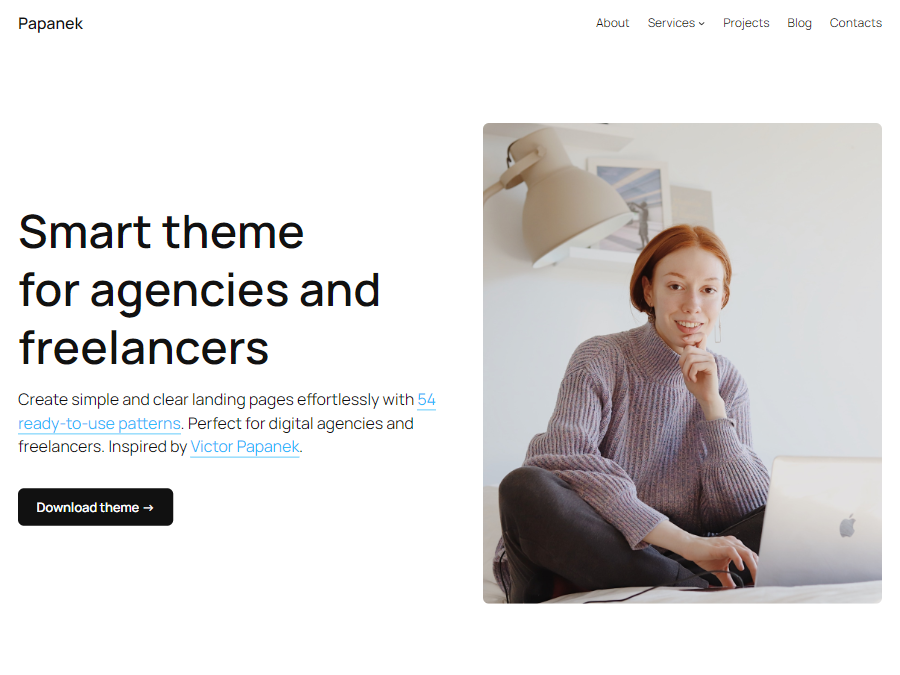 Papanek
About Services Projects Blog Contacts
Smart theme
for agencies and
freelancers
Create simple and clear landing pages effortlessly with 54
ready-to-use patterns. Perfect for digital agencies and
freelancers. Inspired by Victor Papanek.
Download theme →